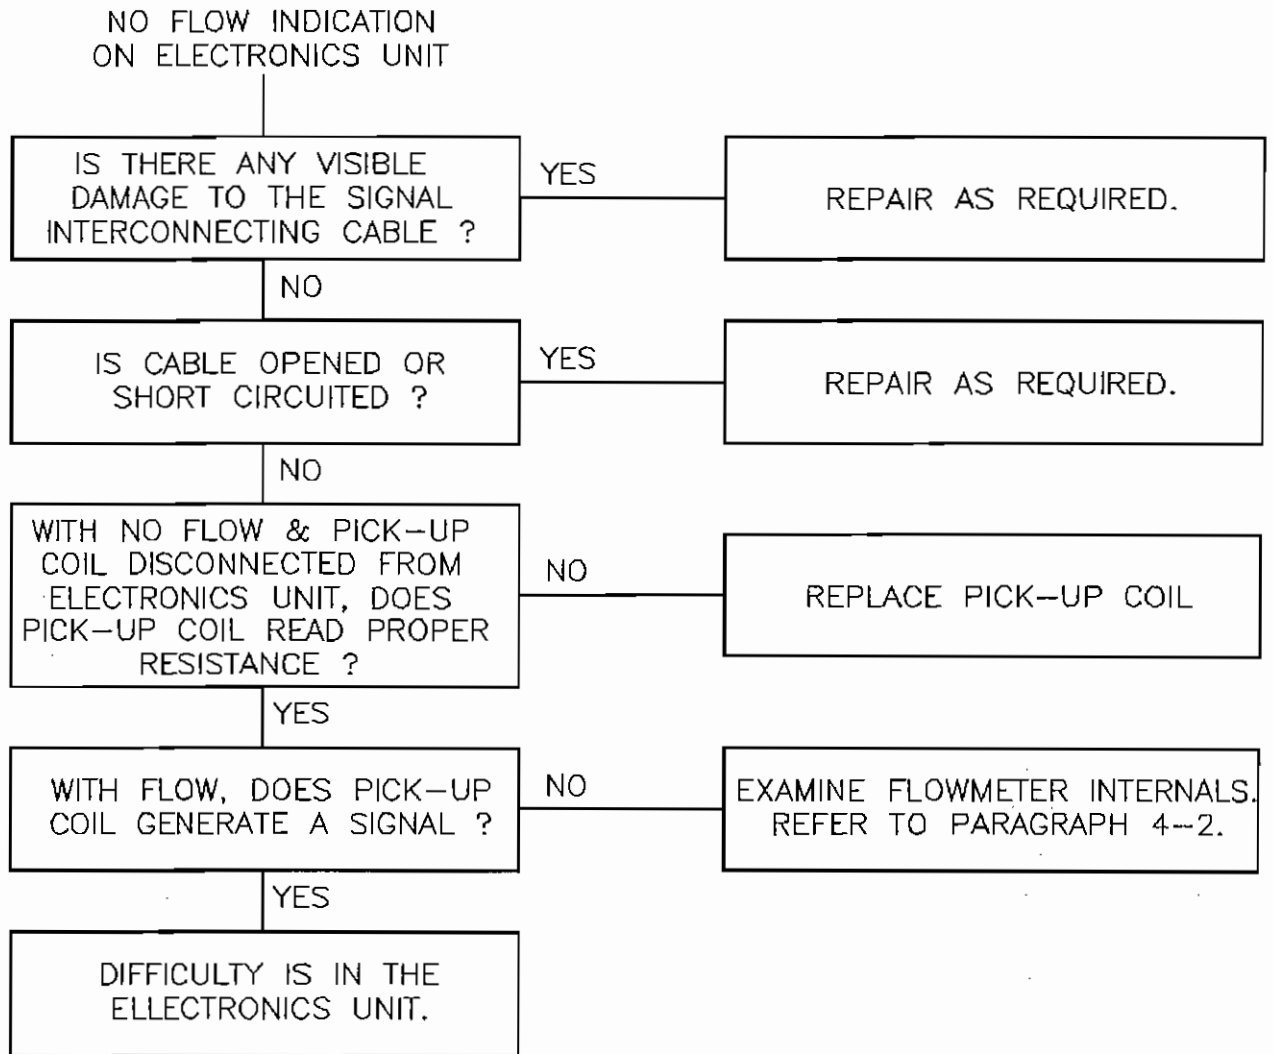 NO FLOW INDICATION
ON ELECTRONICS UNIT
IS THERE ANY VISIBLE
DAMAGE TO THE SIGNAL
INTERCONNECTING CABLE ?
YES
REPAIR AS REQUIRED.
NO
IS CABLE OPENED OR
SHORT CIRCUITED ?
YES
REPAIR AS REQUIRED.
NO
WITH NO FLOW & PICK-UP
COIL DISCONNECTED FROM
ELECTRONICS UNIT, DOES
PICK-UP COIL READ PROPER
RESISTANCE ?
NO
REPLACE PICK-UP COIL
YES
WITH FLOW, DOES PICK-UP
COIL GENERATE A SIGNAL ?
NO
EXAMINE FLOWMETER INTERNALS.
REFER TO PARAGRAPH 4-2.
YES
DIFFICULTY IS IN THE
ELLECTRONICS UNIT.